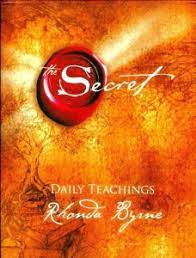 the Secret
DAILY TEACHINGS
Rhonda Byrne